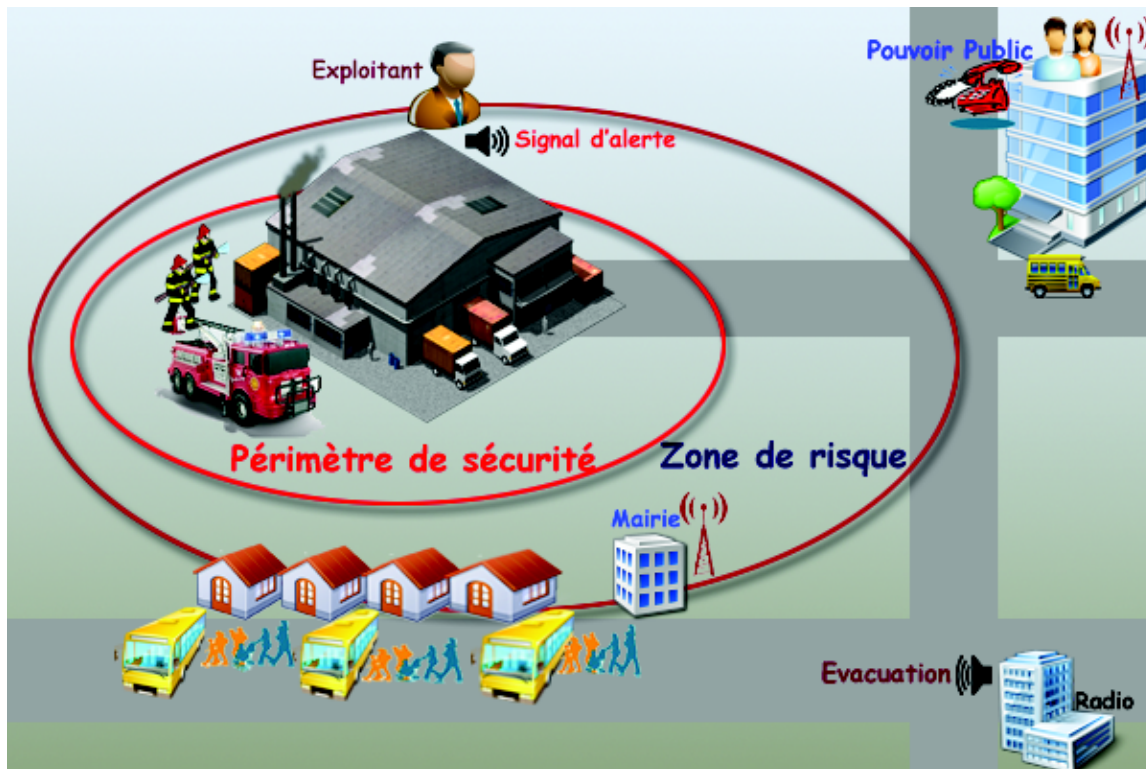 Pouvoir Public
Exploitant
Signal d'alerte
Périmètre de sécurité
Zone de risque
Mairie
Evacuation
Radio